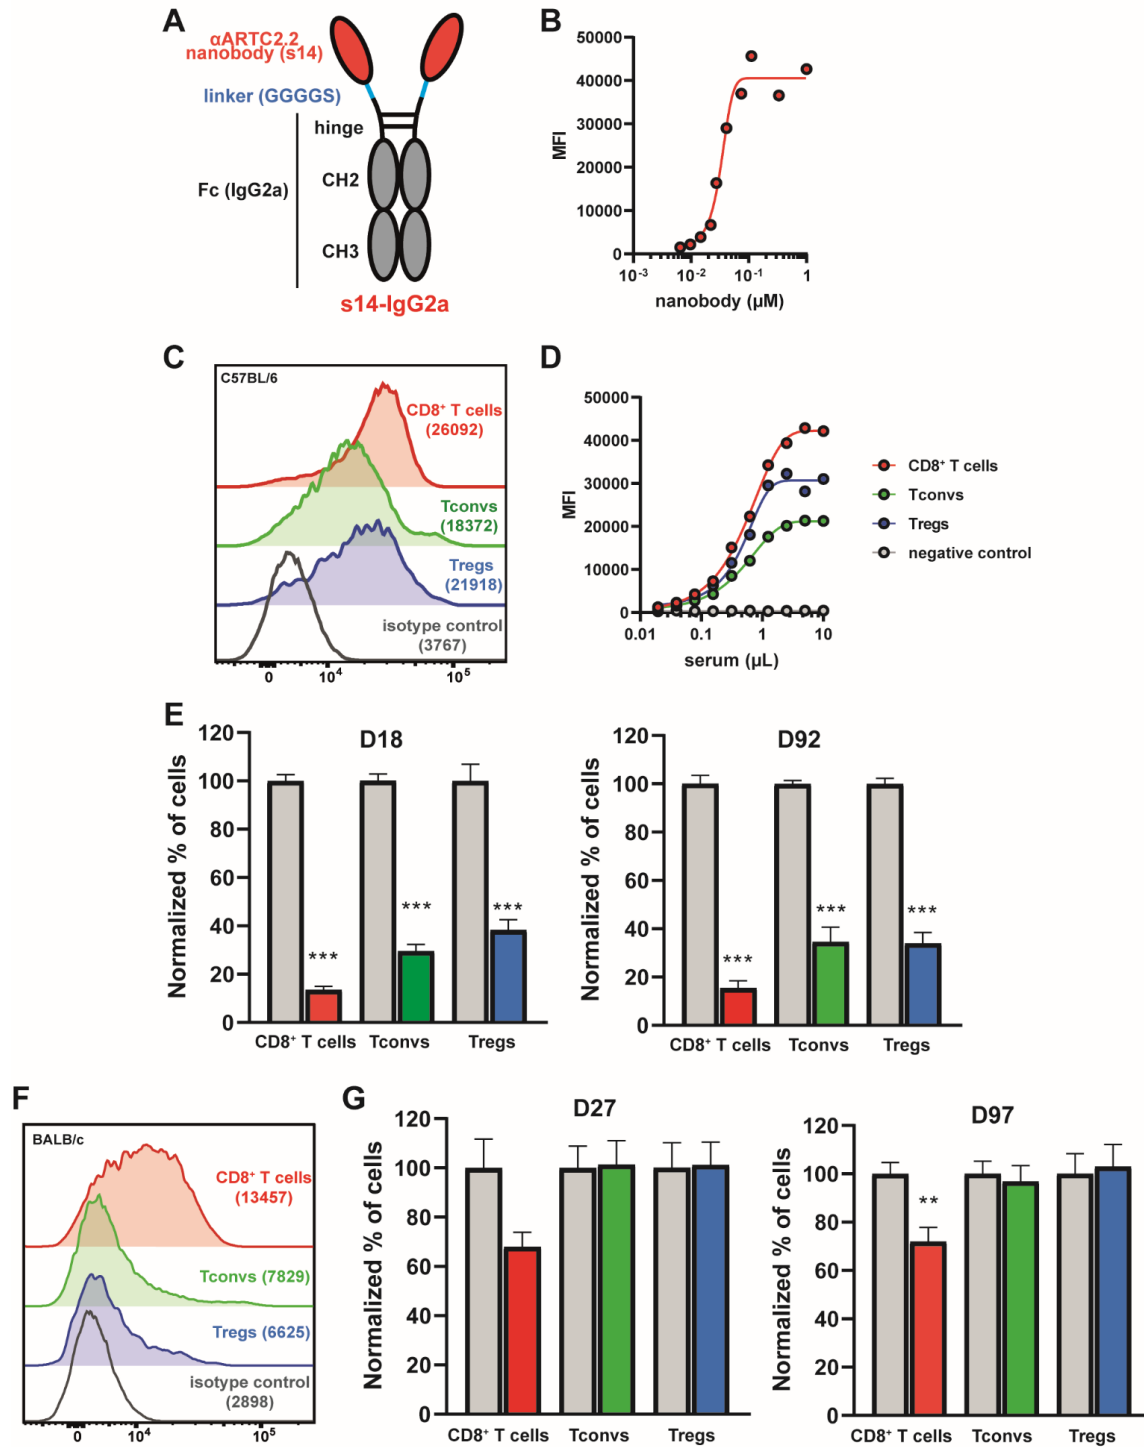 A
αARTC2.2
nanobody (s14)
linker (GGGGS)
hinge
Fc (IgG2a)
CH2
CH3
s14-IgG2a
B
50000
40000
30000
20000
10000
0
MFI
10⁻³
10⁻²
10⁻¹
1
nanobody (µM)
C
C57BL/6
CD8⁺ T cells
(26092)
Tconvs
(18372)
Tregs
(21918)
isotype control
(3767)
0
10⁴
10⁵
D
50000
40000
30000
20000
10000
0
MFI
0.01
0.1
1
10
serum (µL)
CD8⁺ T cells
Tconvs
Tregs
negative control
E
D18
Normalized % of cells
120
100
80
60
40
20
0
***
***
***
CD8⁺ T cells
Tconvs
Tregs
D92
Normalized % of cells
120
100
80
60
40
20
0
***
***
***
CD8⁺ T cells
Tconvs
Tregs
F
BALB/c
CD8⁺ T cells
(13457)
Tconvs (7829)
Tregs (6625)
isotype control
(2898)
0
10⁴
10⁵
G
D27
Normalized % of cells
120
100
80
60
40
20
0
CD8⁺ T cells
Tconvs
Tregs
D97
Normalized % of cells
120
100
80
60
40
20
0
**
CD8⁺ T cells
Tconvs
Tregs